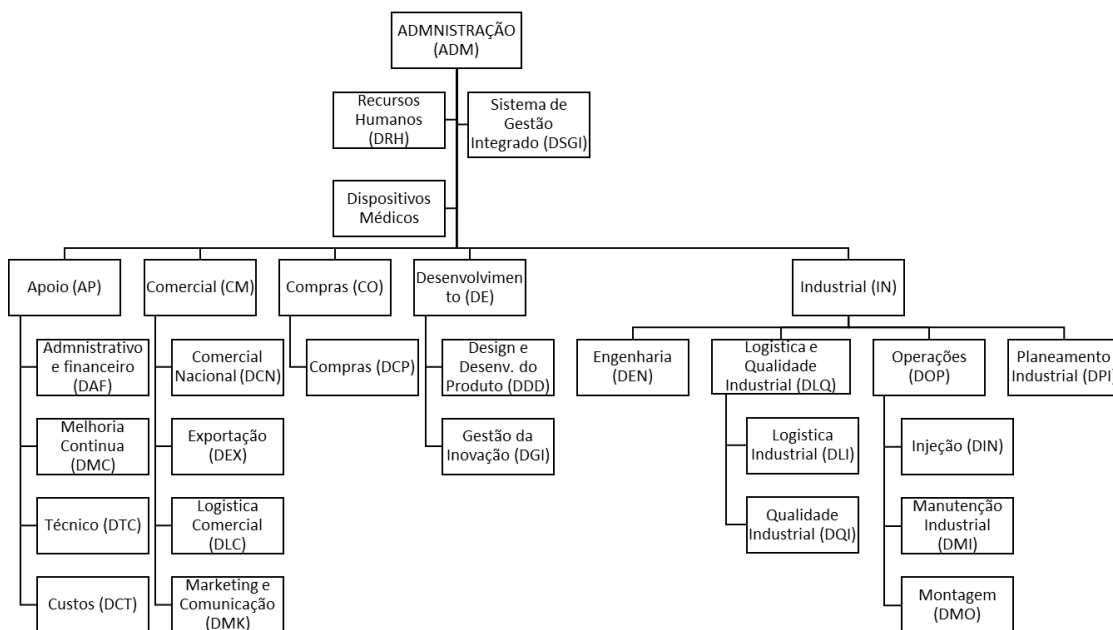 ADMNISTRAÇÃO
(ADM)
Recursos
Humanos
(DRH)
Sistema de
Gestão
Integrado (DSGI)
Dispositivos
Médicos
Apoio (AP)
Comercial (CM)
Compras (CO)
Desenvolvime
nto (DE)
Industrial (IN)
Admnistrativo
e financeiro
(DAF)
Melhoria
Continua
(DMC)
Técnico (DTC)
Custos (DCT)
Comercial
Nacional (DCN)
Exportação
(DEX)
Logistica
Comercial
(DLC)
Marketing e
Comunicação
(DMK)
Compras (DCP)
Design e
Desenv. do
Produto (DDD)
Gestão da
Inovação (DGI)
Engenharia
(DEN)
Logistica e
Qualidade
Industrial (DLQ)
Logistica
Industrial (DLI)
Qualidade
Industrial (DQI)
Operações
(DOP)
Injeção (DIN)
Manutenção
Industrial
(DMI)
Montagem
(DMO)
Planeamento
Industrial (DPI)